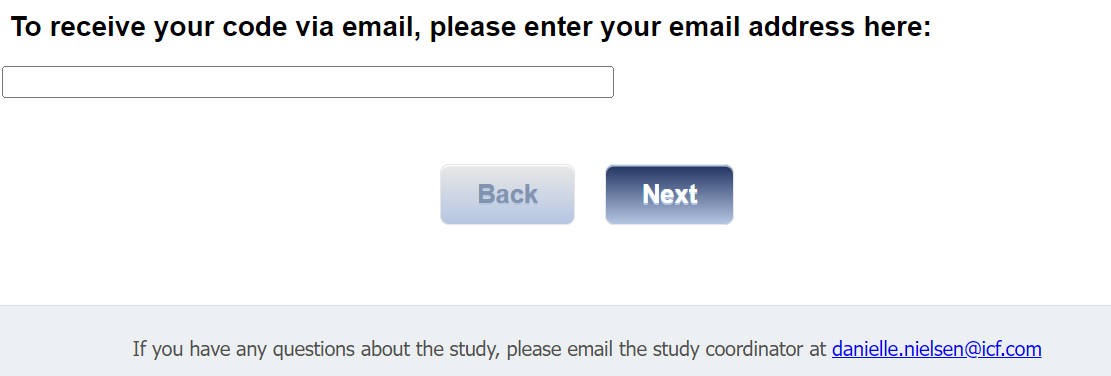 To receive your code via email, please enter your email address here:
Back
Next
If you have any questions about the study, please email the study coordinator at danielle.nielsen@icf.com